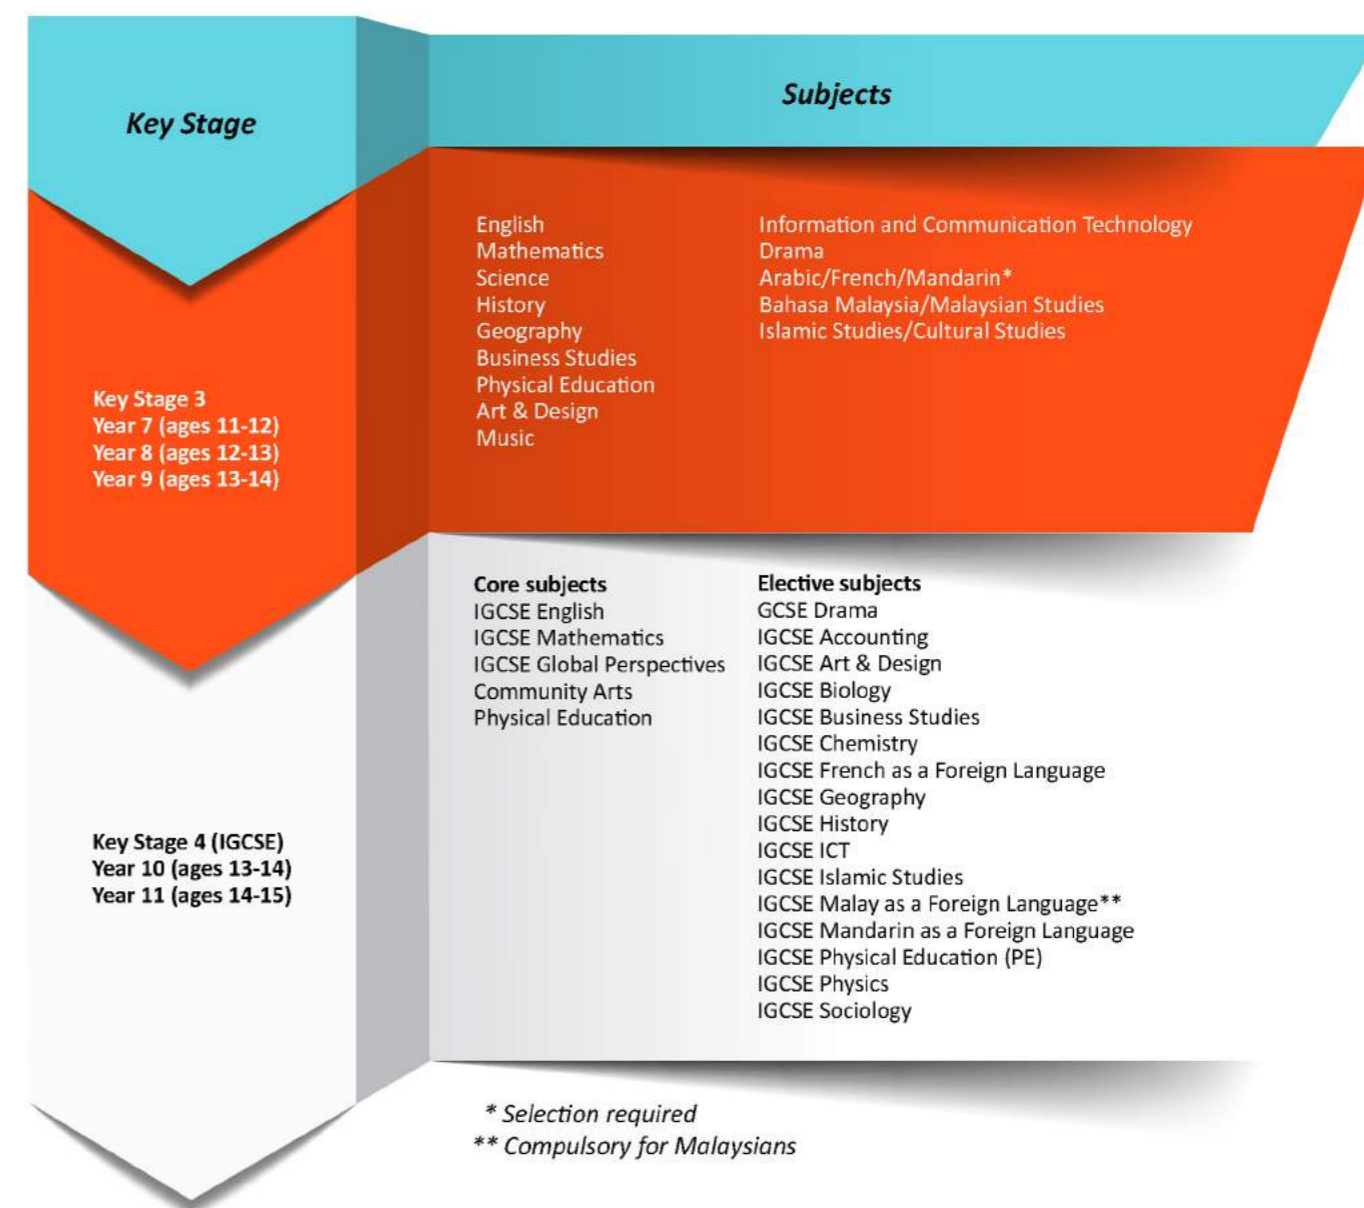 Key Stage
Subjects
Key Stage 3
Year 7 (ages 11-12)
Year 8 (ages 12-13)
Year 9 (ages 13-14)
English
Mathematics
Science
History
Geography
Business Studies
Physical Education
Art & Design
Music
Information and Communication Technology
Drama
Arabic/French/Mandarin*
Bahasa Malaysia/Malaysian Studies
Islamic Studies/Cultural Studies
Key Stage 4 (IGCSE)
Year 10 (ages 13-14)
Year 11 (ages 14-15)
Core subjects
IGCSE English
IGCSE Mathematics
IGCSE Global Perspectives
Community Arts
Physical Education
Elective subjects
GCSE Drama
IGCSE Accounting
IGCSE Art & Design
IGCSE Biology
IGCSE Business Studies
IGCSE Chemistry
IGCSE French as a Foreign Language
IGCSE Geography
IGCSE History
IGCSE ICT
IGCSE Islamic Studies
IGCSE Malay as a Foreign Language**
IGCSE Mandarin as a Foreign Language
IGCSE Physical Education (PE)
IGCSE Physics
IGCSE Sociology
* Selection required
** Compulsory for Malaysians